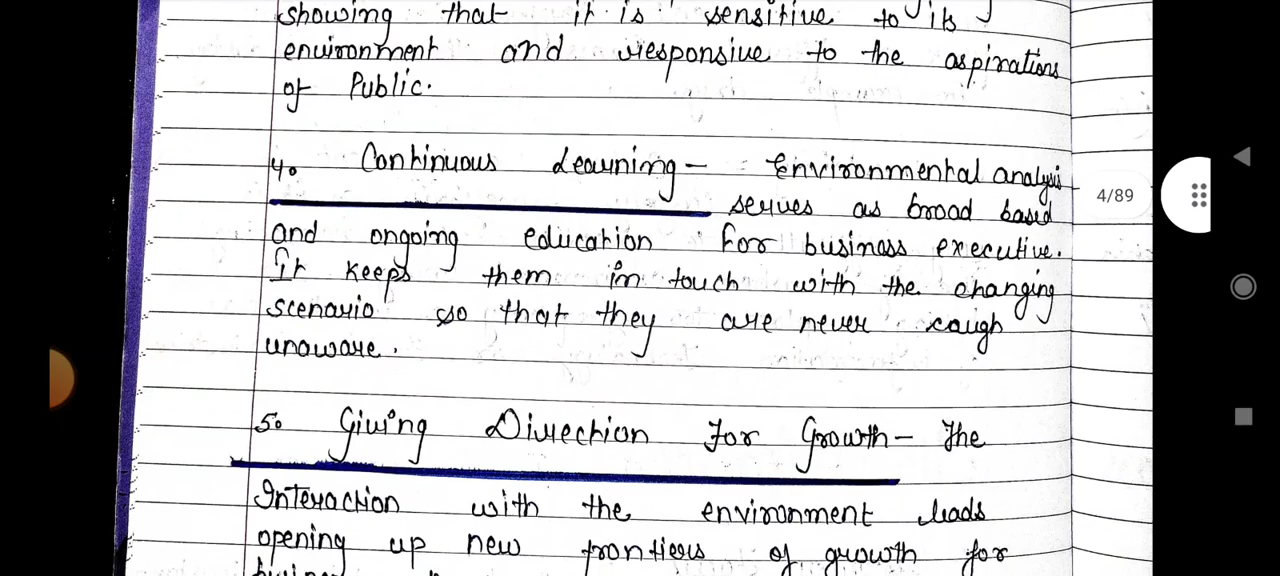 showing that it is sensitive to its
environment and responsive to the aspirations
of Public.
4. Continuous Learning - Environmental analysis
serves as broad based
and ongoing education for business executive.
It keeps them in touch with the changing
scenario so that they are never caugh
unaware.
4/89
5. Giving Direction For Growth - The
Interaction with the environment leads
opening up new frontiers of growth for